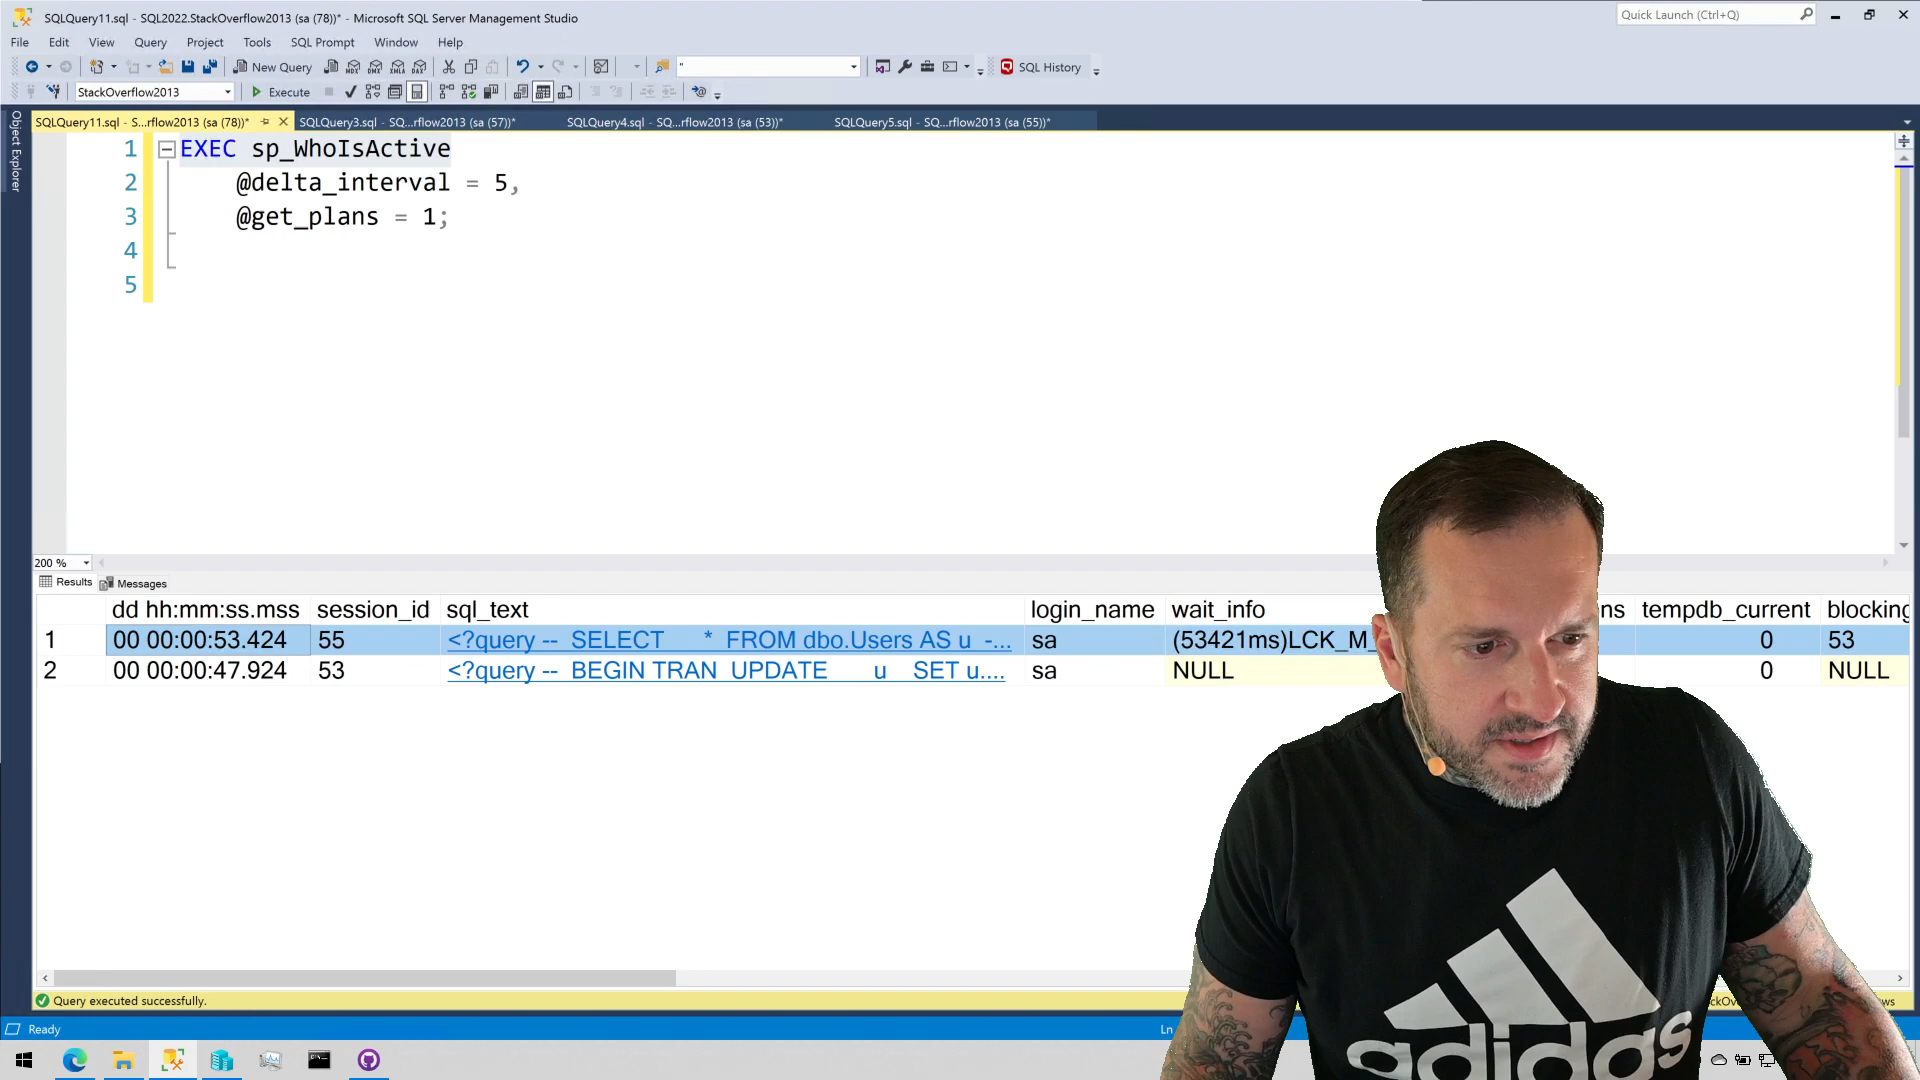 SQLQuery11.sql - SQL2022.StackOverflow2013 (sa (78))* - Microsoft SQL Server Management Studio
Quick Launch (Ctrl+Q)
File Edit View Query Project Tools SQL Prompt Window Help
New Query MDX DMX XMLA DAX " SQL History
StackOverflow2013 Execute
SQLQuery11.sql - S...rflow2013 (sa (78))* SQLQuery3.sql - SQ...rflow2013 (sa (57))* SQLQuery4.sql - SQ...rflow2013 (sa (53))* SQLQuery5.sql - SQ...rflow2013 (sa (55))*
Object Explorer
1 EXEC sp_WhoIsActive
2 @delta_interval = 5,
3 @get_plans = 1;
4
5
200 %
Results Messages
dd hh:mm:ss.mss session_id sql_text login_name wait_info ns tempdb_current blocking
1 00 00:00:53.424 55 <?query -- SELECT * FROM dbo.Users AS u -... sa (53421ms)LCK_M_ 0 53
2 00 00:00:47.924 53 <?query -- BEGIN TRAN UPDATE u SET u.... sa NULL 0 NULL
Query executed successfully.
Ready Ln
adidas